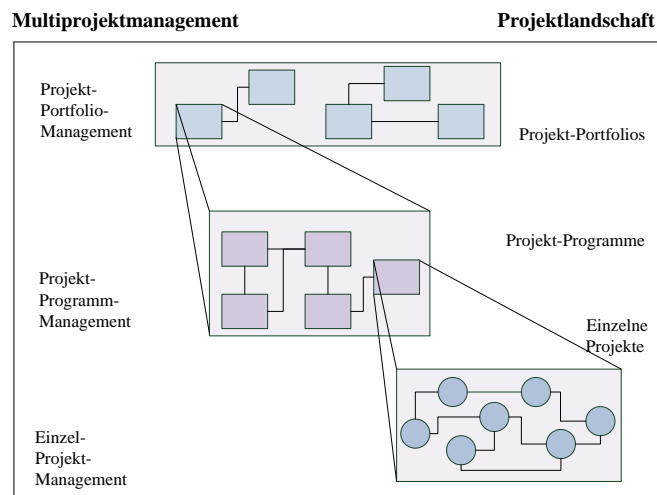 Multiprojektmanagement Projektlandschaft
Projekt-
Portfolio-
Management
Projekt-Portfolios
Projekt-Programme
Projekt-
Programm-
Management
Einzelne
Projekte
Einzel-
Projekt-
Management